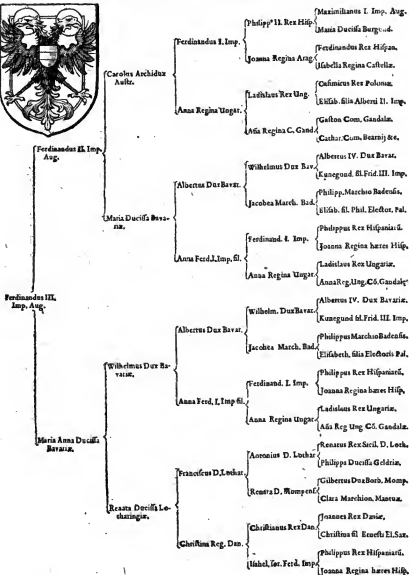 Maximilianus I. Imp. Aug.
Philippº II. Rex Hisp.
Maria Ducissa Burgund.
Ferdinandus I. Imp.
Ferdinandus Rex Hispan.
Joanna Regina Arag.
Isabella Regina Castellæ.
Carolus Archidux
Austr.
Casimirus Rex Poloniæ.
Ladislaus Rex Ung.
Elisab. filia Alberti II. Imp.
Anna Regina Ungar.
Gaston Com. Gandalæ.
Aña Regina C. Gand.
Cathar. Com. Bearnij &c.
Ferdinandus II. Imp.
Aug.
Albertus IV. Dux Bavar.
Wilhelmus Dux Bav.
Kunegund. fil. Frid. III. Imp.
Albertus Dux Bavar.
Philipp. Marchio Badensis.
Jacobea March. Bad.
Elisab. fil. Phil. Elector. Pal.
Maria Ducissa Bava-
riæ.
Philippus Rex Hispaniarũ.
Ferdinand. I. Imp.
Joanna Regina hæres Hisp.
Anna Ferd. I. Imp. fil.
Ladislaus Rex Ungariæ.
Anna Regina Ungar.
Anna Reg. Ung. Cõ. Gandalæ.
Ferdinandus III.
Imp. Aug.
Albertus IV. Dux Bavariæ.
Wilhelm. Dux Bavar.
Kunegund fil. Frid. III. Imp.
Albertus Dux Bavar.
Philippus Marchio Badensis.
Jacobea March. Bad.
Elisabeth. filia Electoris Pal.
Wilhelmus Dux Ba-
variæ.
Philippus Rex Hispaniarũ.
Ferdinand. I. Imp.
Joanna Regina hæres Hisp.
Anna Ferd. I. Imp fil.
Ladislaus Rex Ungariæ.
Anna Regina Ungar.
Aña Reg Ung Cõ. Gandalæ.
Maria Anna Ducissa
Bavariæ.
Renatus Rex Sicil. D. Loth.
Antonius D. Lothar.
Philippa Ducissa Geldriæ.
Franciscus D. Lothar.
Gilbertus Dux Borb. Momp.
Renata D. Mompens.
Clara Marchion. Mantuæ.
Renata Ducissa Lo-
tharingiæ.
Joannes Rex Daniæ.
Christianus Rex Dan.
Christina fil Ernesti El. Sax.
Christina Reg. Dan.
Philippus Rex Hispaniarũ.
Isabel. sor. Ferd. Imp.
Joanna Regina hæres Hisp.